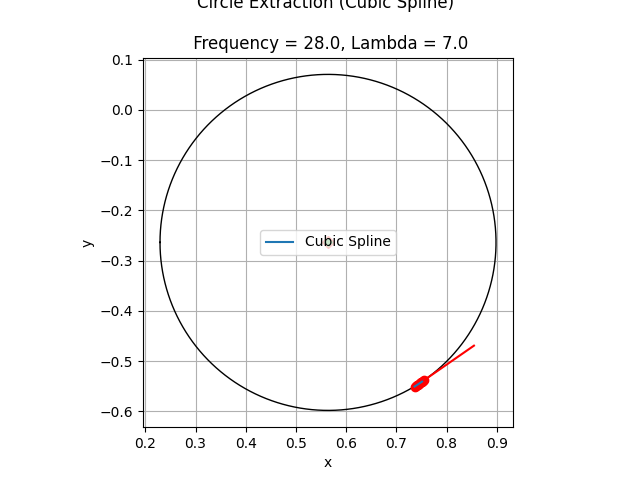 Circle Extraction (Cubic Spline)
Frequency = 28.0, Lambda = 7.0
0.1
0.0
−0.1
−0.2
−0.3
−0.4
−0.5
−0.6
y
Cubic Spline
0.2 0.3 0.4 0.5 0.6 0.7 0.8 0.9
x